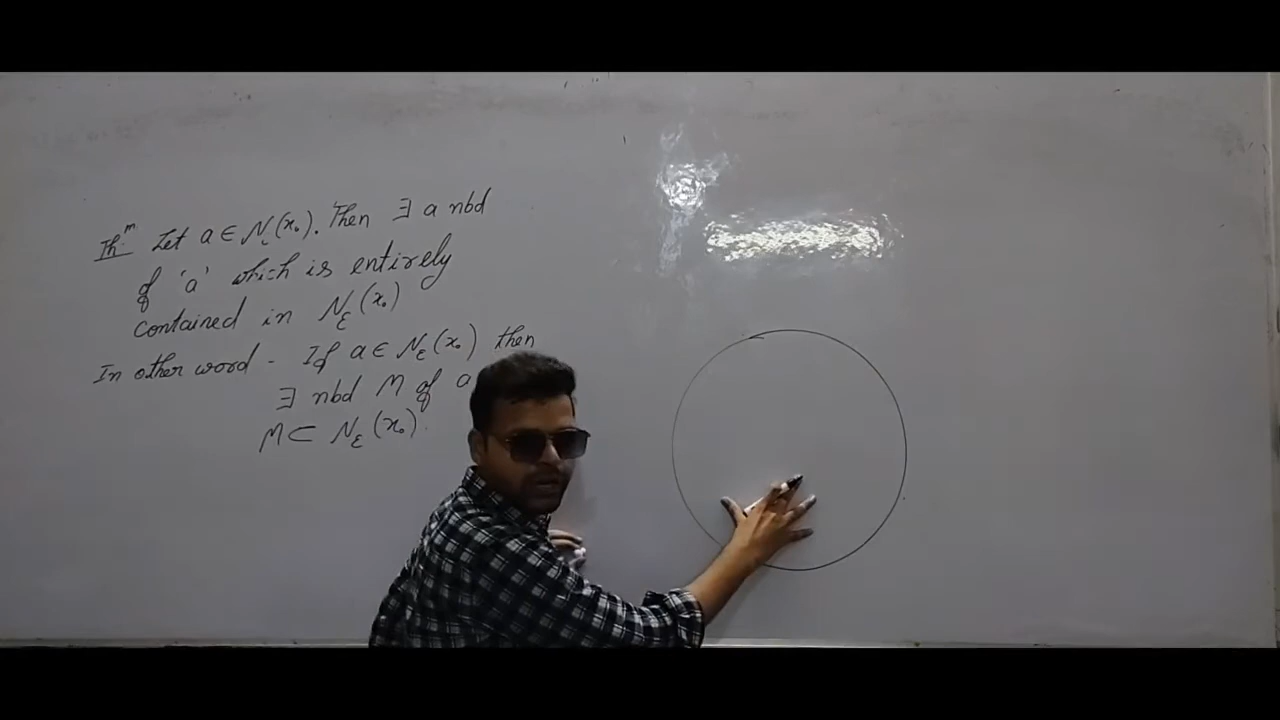 Thᵐ Let a ∈ N_ε(x₀). Then ∃ a nbd
of 'a' which is entirely
contained in N_ε(x₀)
In other word - If a ∈ N_ε(x₀) then
∃ nbd M of a
M ⊂ N_ε(x₀).